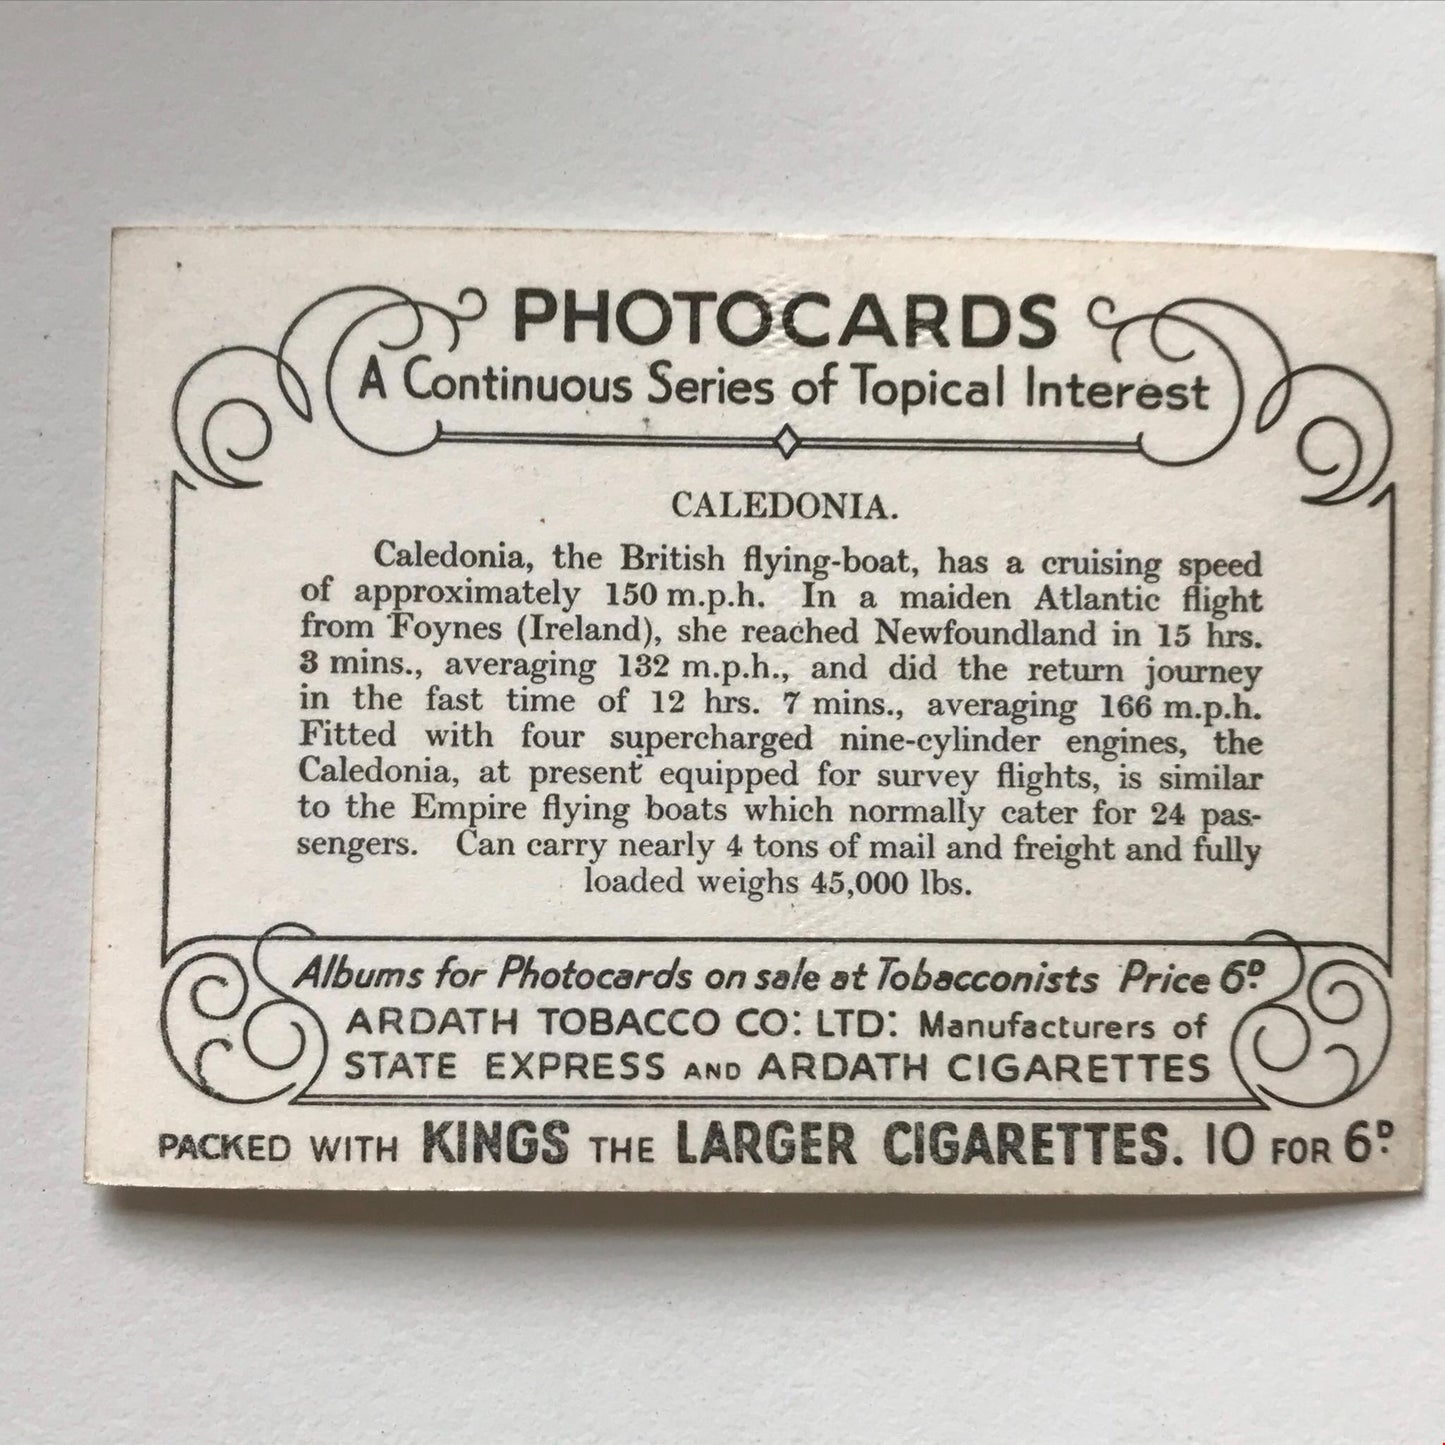 PHOTOCARDS
A Continuous Series of Topical Interest
CALEDONIA.
Caledonia, the British flying-boat, has a cruising speed
of approximately 150 m.p.h. In a maiden Atlantic flight
from Foynes (Ireland), she reached Newfoundland in 15 hrs.
3 mins., averaging 132 m.p.h., and did the return journey
in the fast time of 12 hrs. 7 mins., averaging 166 m.p.h.
Fitted with four supercharged nine-cylinder engines, the
Caledonia, at present equipped for survey flights, is similar
to the Empire flying boats which normally cater for 24 pas-
sengers. Can carry nearly 4 tons of mail and freight and fully
loaded weighs 45,000 lbs.
Albums for Photocards on sale at Tobacconists Price 6ᴰ
ARDATH TOBACCO CO: LTD: Manufacturers of
STATE EXPRESS AND ARDATH CIGARETTES
PACKED WITH KINGS THE LARGER CIGARETTES. 10 FOR 6ᴰ